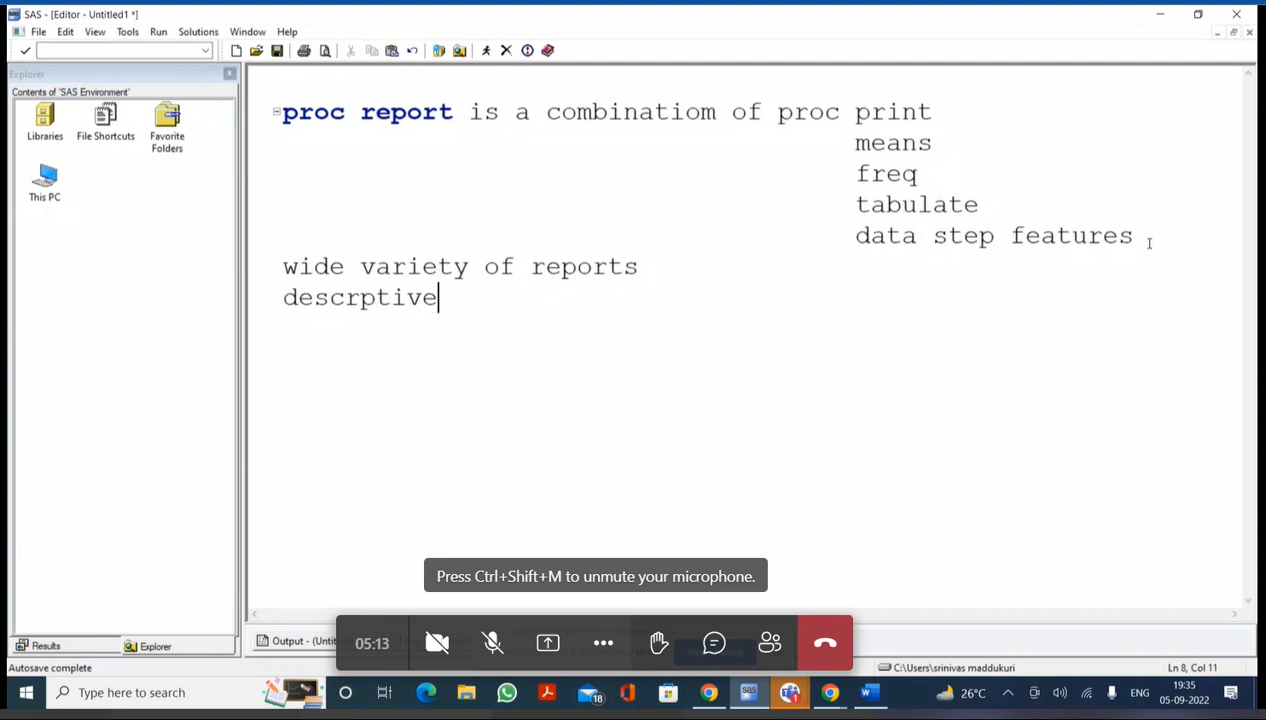 SAS - [Editor - Untitled1 *]
File Edit View Tools Run Solutions Window Help
Explorer
Contents of 'SAS Environment'
Libraries File Shortcuts Favorite Folders
This PC
proc report is a combinatiom of proc print
means
freq
tabulate
data step features
wide variety of reports
descrptive
Press Ctrl+Shift+M to unmute your microphone.
Results Explorer
Output - (Untit
05:13
Autosave complete
C:\Users\srinivas maddukuri
Ln 8, Col 11
Type here to search
18
sas
1
26°C
ENG
19:35
05-09-2022